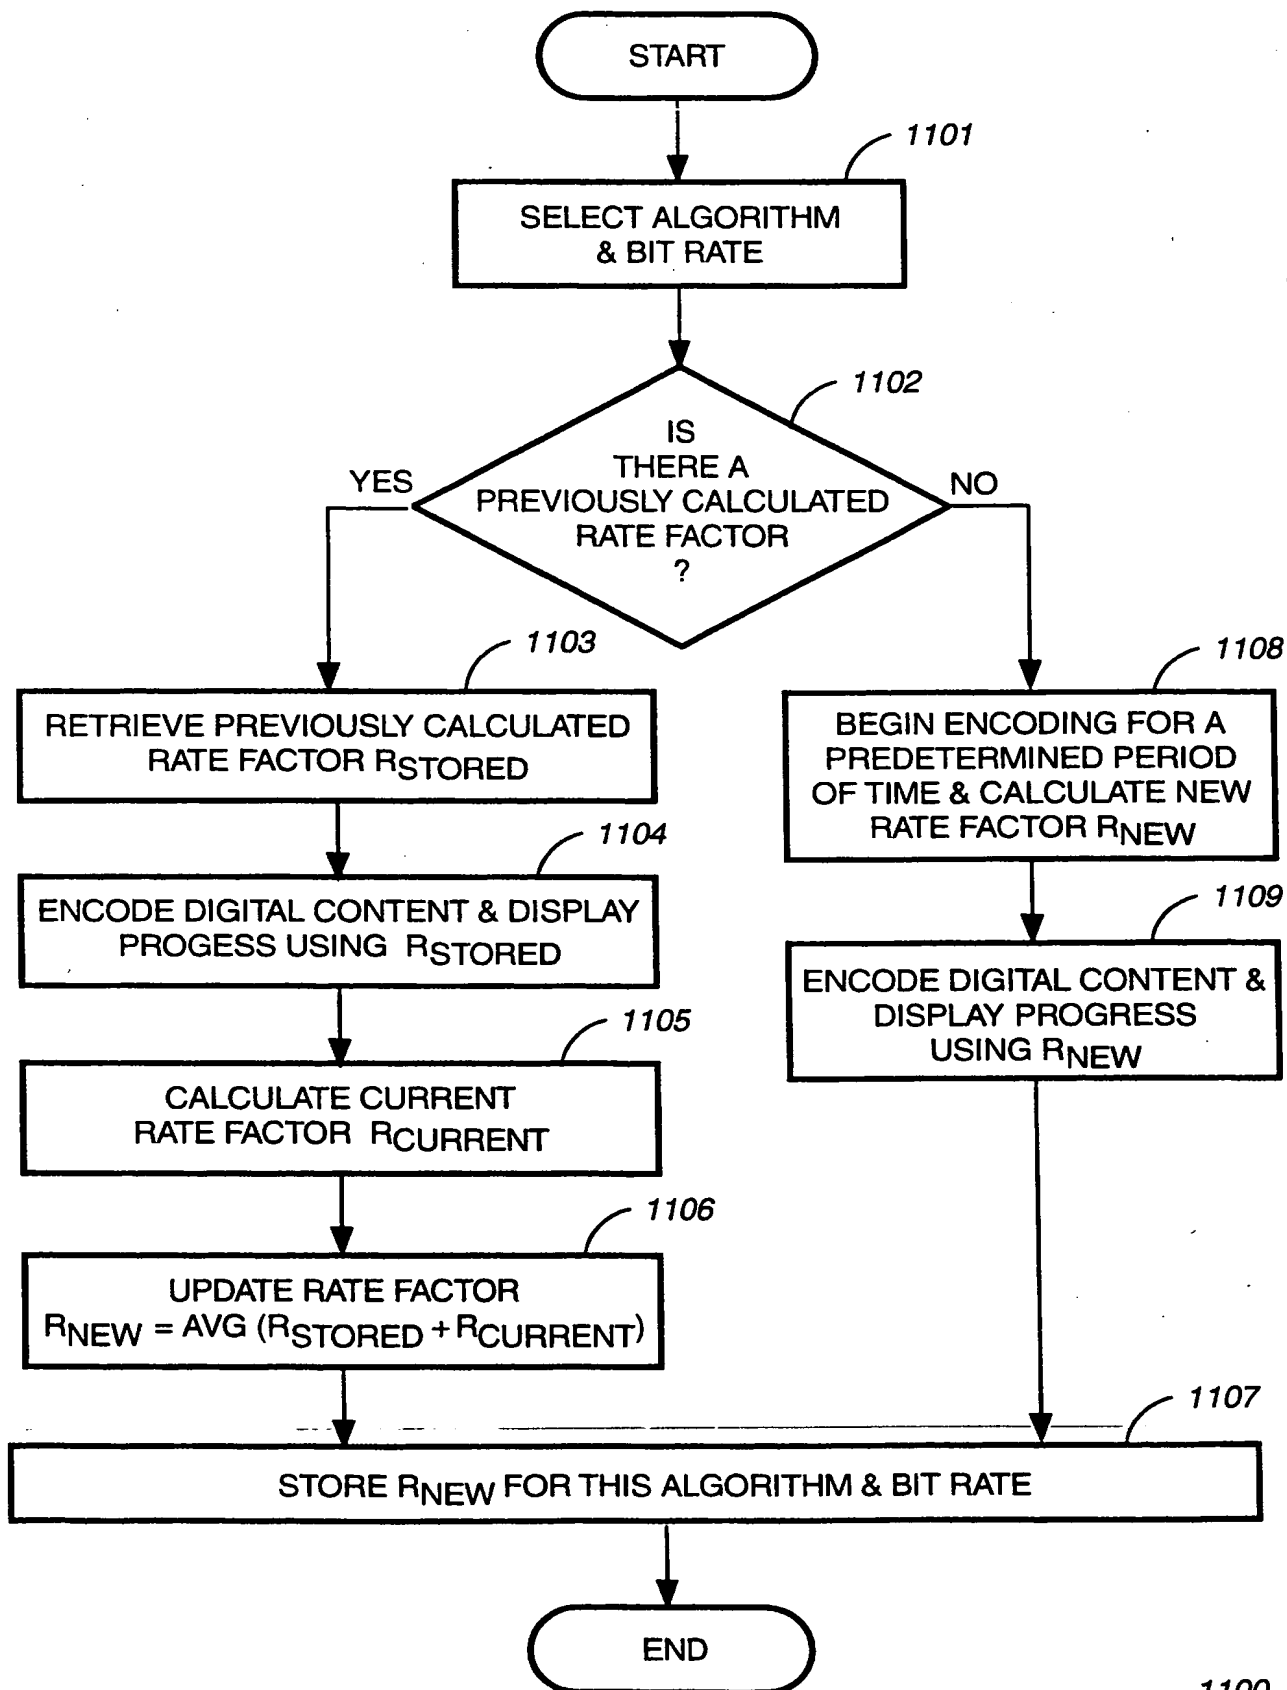 START
1101
SELECT ALGORITHM
& BIT RATE
1102
IS
THERE A
PREVIOUSLY CALCULATED
RATE FACTOR
?
YES
NO
1103
RETRIEVE PREVIOUSLY CALCULATED
RATE FACTOR RSTORED
1104
ENCODE DIGITAL CONTENT & DISPLAY
PROGESS USING RSTORED
1105
CALCULATE CURRENT
RATE FACTOR RCURRENT
1106
UPDATE RATE FACTOR
RNEW = AVG (RSTORED + RCURRENT)
1108
BEGIN ENCODING FOR A
PREDETERMINED PERIOD
OF TIME & CALCULATE NEW
RATE FACTOR RNEW
1109
ENCODE DIGITAL CONTENT &
DISPLAY PROGRESS
USING RNEW
1107
STORE RNEW FOR THIS ALGORITHM & BIT RATE
END